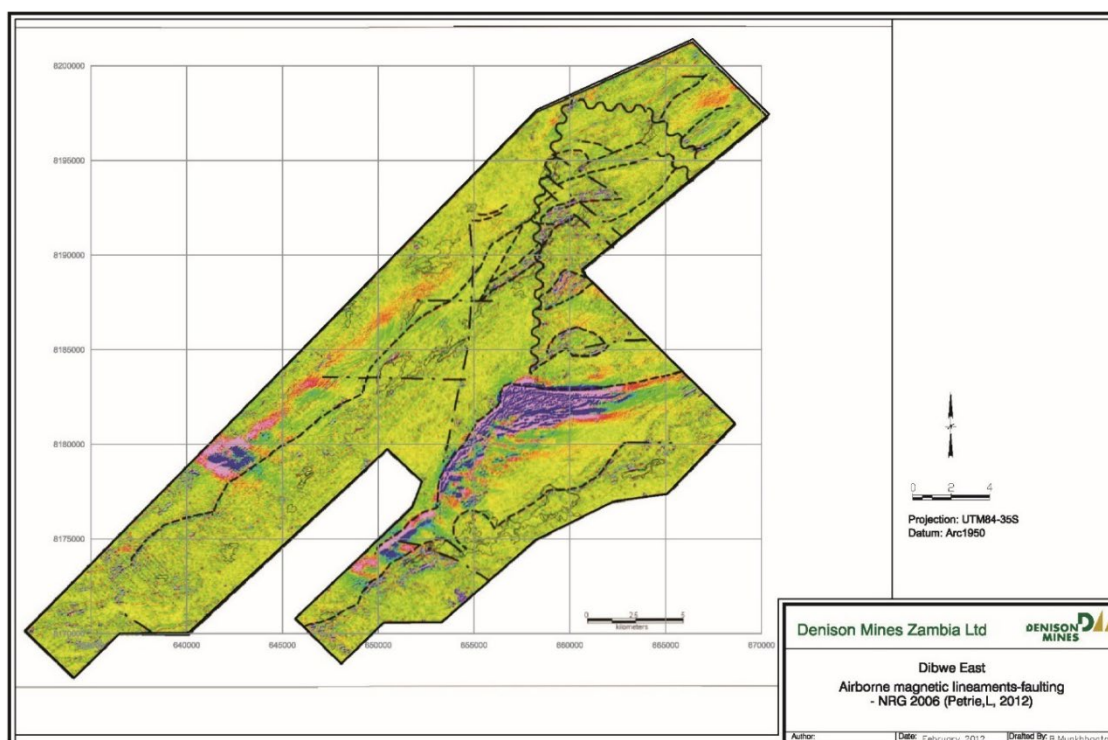 8200000
8195000
8190000
8185000
8180000
8175000
8170000
640000
645000
650000
655000
660000
665000
670000
0 2.5 5
kilometers
0 2 4
Projection: UTM84-35S
Datum: Arc1950
Denison Mines Zambia Ltd
DENISON
MINES
Dibwe East
Airborne magnetic lineaments-faulting
- NRG 2006 (Petrie,L, 2012)
Author:
Date: February, 2012
Drafted By: